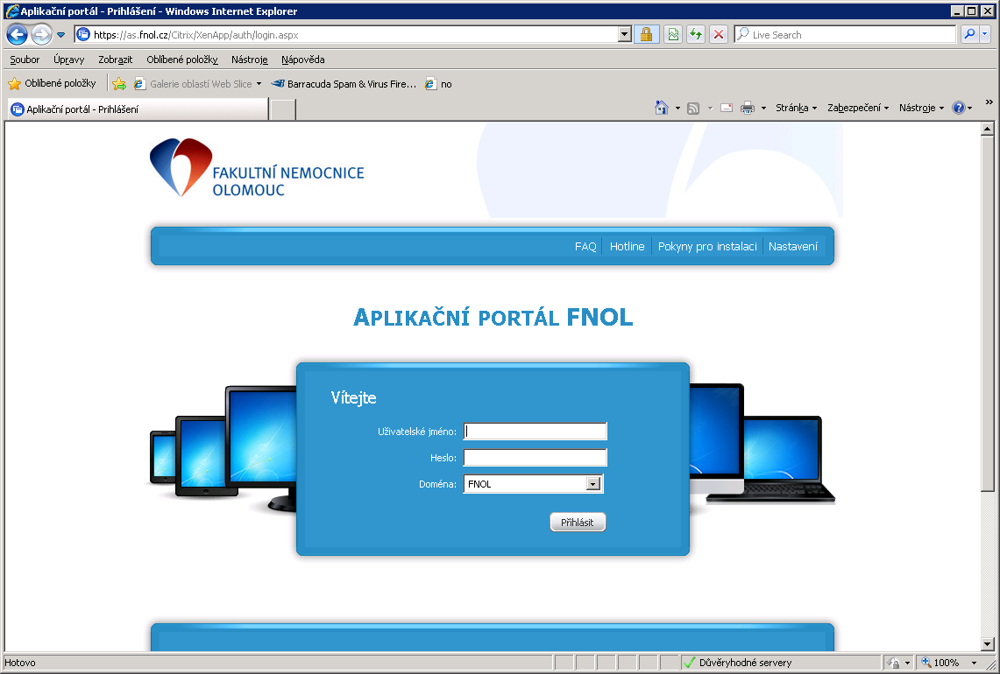 Aplikační portál - Prihlášení - Windows Internet Explorer
https://as.fnol.cz/Citrix/XenApp/auth/login.aspx
Live Search
Soubor Úpravy Zobrazit Oblíbené položky Nástroje Nápověda
Oblíbené položky Galerie oblastí Web Slice Barracuda Spam & Virus Fire... no
Aplikační portál - Prihlášení
Stránka Zabezpečení Nástroje »
FAKULTNÍ NEMOCNICE
OLOMOUC
FAQ Hotline Pokyny pro instalaci Nastavení
APLIKAČNÍ PORTÁL FNOL
Vítejte
Uživatelské jméno:
Heslo:
Doména: FNOL
Přihlásit
Hotovo Důvěryhodné servery 100%